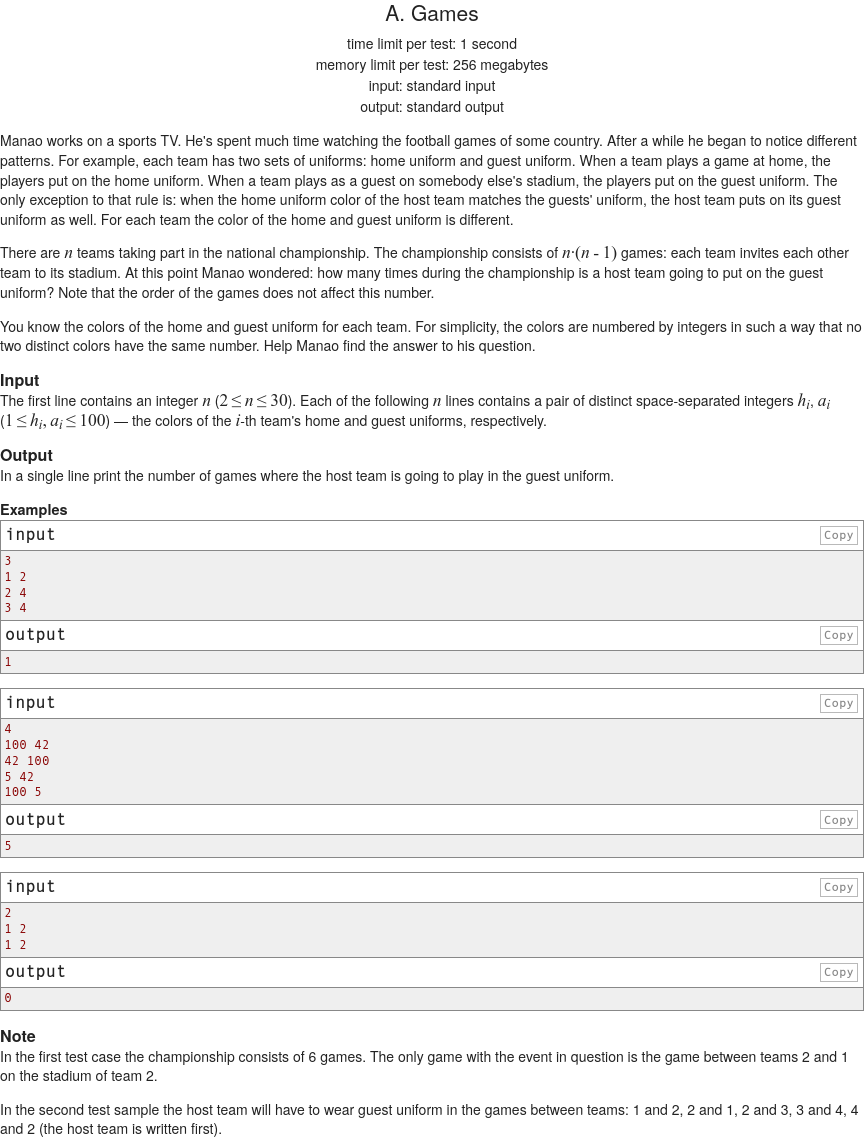 A. Games
time limit per test: 1 second
memory limit per test: 256 megabytes
input: standard input
output: standard output
Manao works on a sports TV. He's spent much time watching the football games of some country. After a while he began to notice different
patterns. For example, each team has two sets of uniforms: home uniform and guest uniform. When a team plays a game at home, the
players put on the home uniform. When a team plays as a guest on somebody else's stadium, the players put on the guest uniform. The
only exception to that rule is: when the home uniform color of the host team matches the guests' uniform, the host team puts on its guest
uniform as well. For each team the color of the home and guest uniform is different.
There are n teams taking part in the national championship. The championship consists of n·(n - 1) games: each team invites each other
team to its stadium. At this point Manao wondered: how many times during the championship is a host team going to put on the guest
uniform? Note that the order of the games does not affect this number.
You know the colors of the home and guest uniform for each team. For simplicity, the colors are numbered by integers in such a way that no
two distinct colors have the same number. Help Manao find the answer to his question.
Input
The first line contains an integer n (2 ≤ n ≤ 30). Each of the following n lines contains a pair of distinct space-separated integers h_i, a_i
(1 ≤ h_i, a_i ≤ 100) — the colors of the i-th team's home and guest uniforms, respectively.
Output
In a single line print the number of games where the host team is going to play in the guest uniform.
Examples
input Copy
3
1 2
2 4
3 4
output Copy
1
input Copy
4
100 42
42 100
5 42
100 5
output Copy
5
input Copy
2
1 2
1 2
output Copy
0
Note
In the first test case the championship consists of 6 games. The only game with the event in question is the game between teams 2 and 1
on the stadium of team 2.
In the second test sample the host team will have to wear guest uniform in the games between teams: 1 and 2, 2 and 1, 2 and 3, 3 and 4, 4
and 2 (the host team is written first).